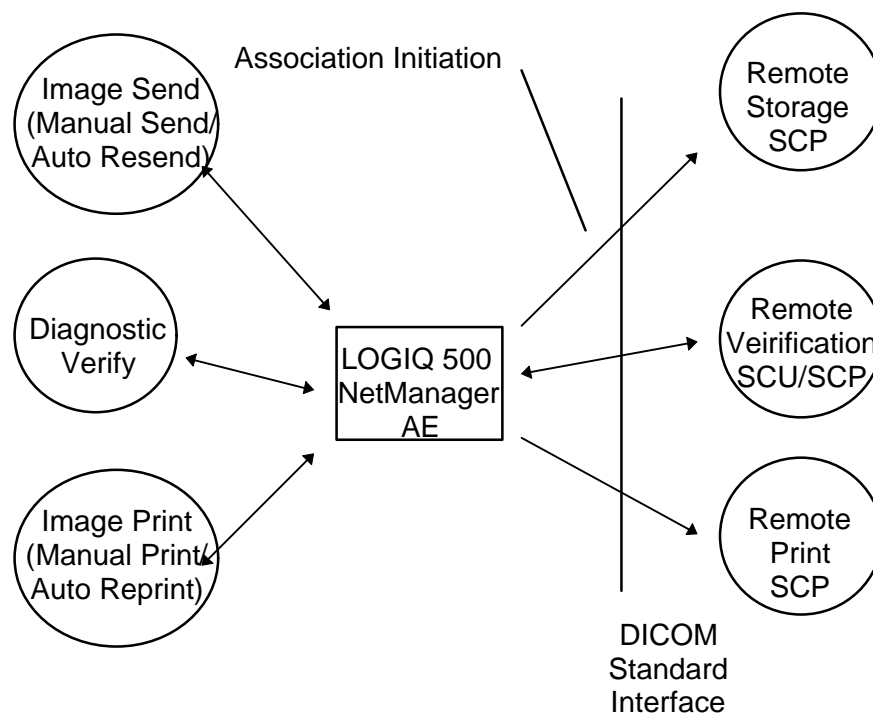 Association Initiation
Image Send
(Manual Send/
Auto Resend)
Diagnostic
Verify
Image Print
(Manual Print/
Auto Reprint)
LOGIQ 500
NetManager
AE
Remote
Storage
SCP
Remote
Veirification
SCU/SCP
Remote
Print
SCP
DICOM
Standard
Interface